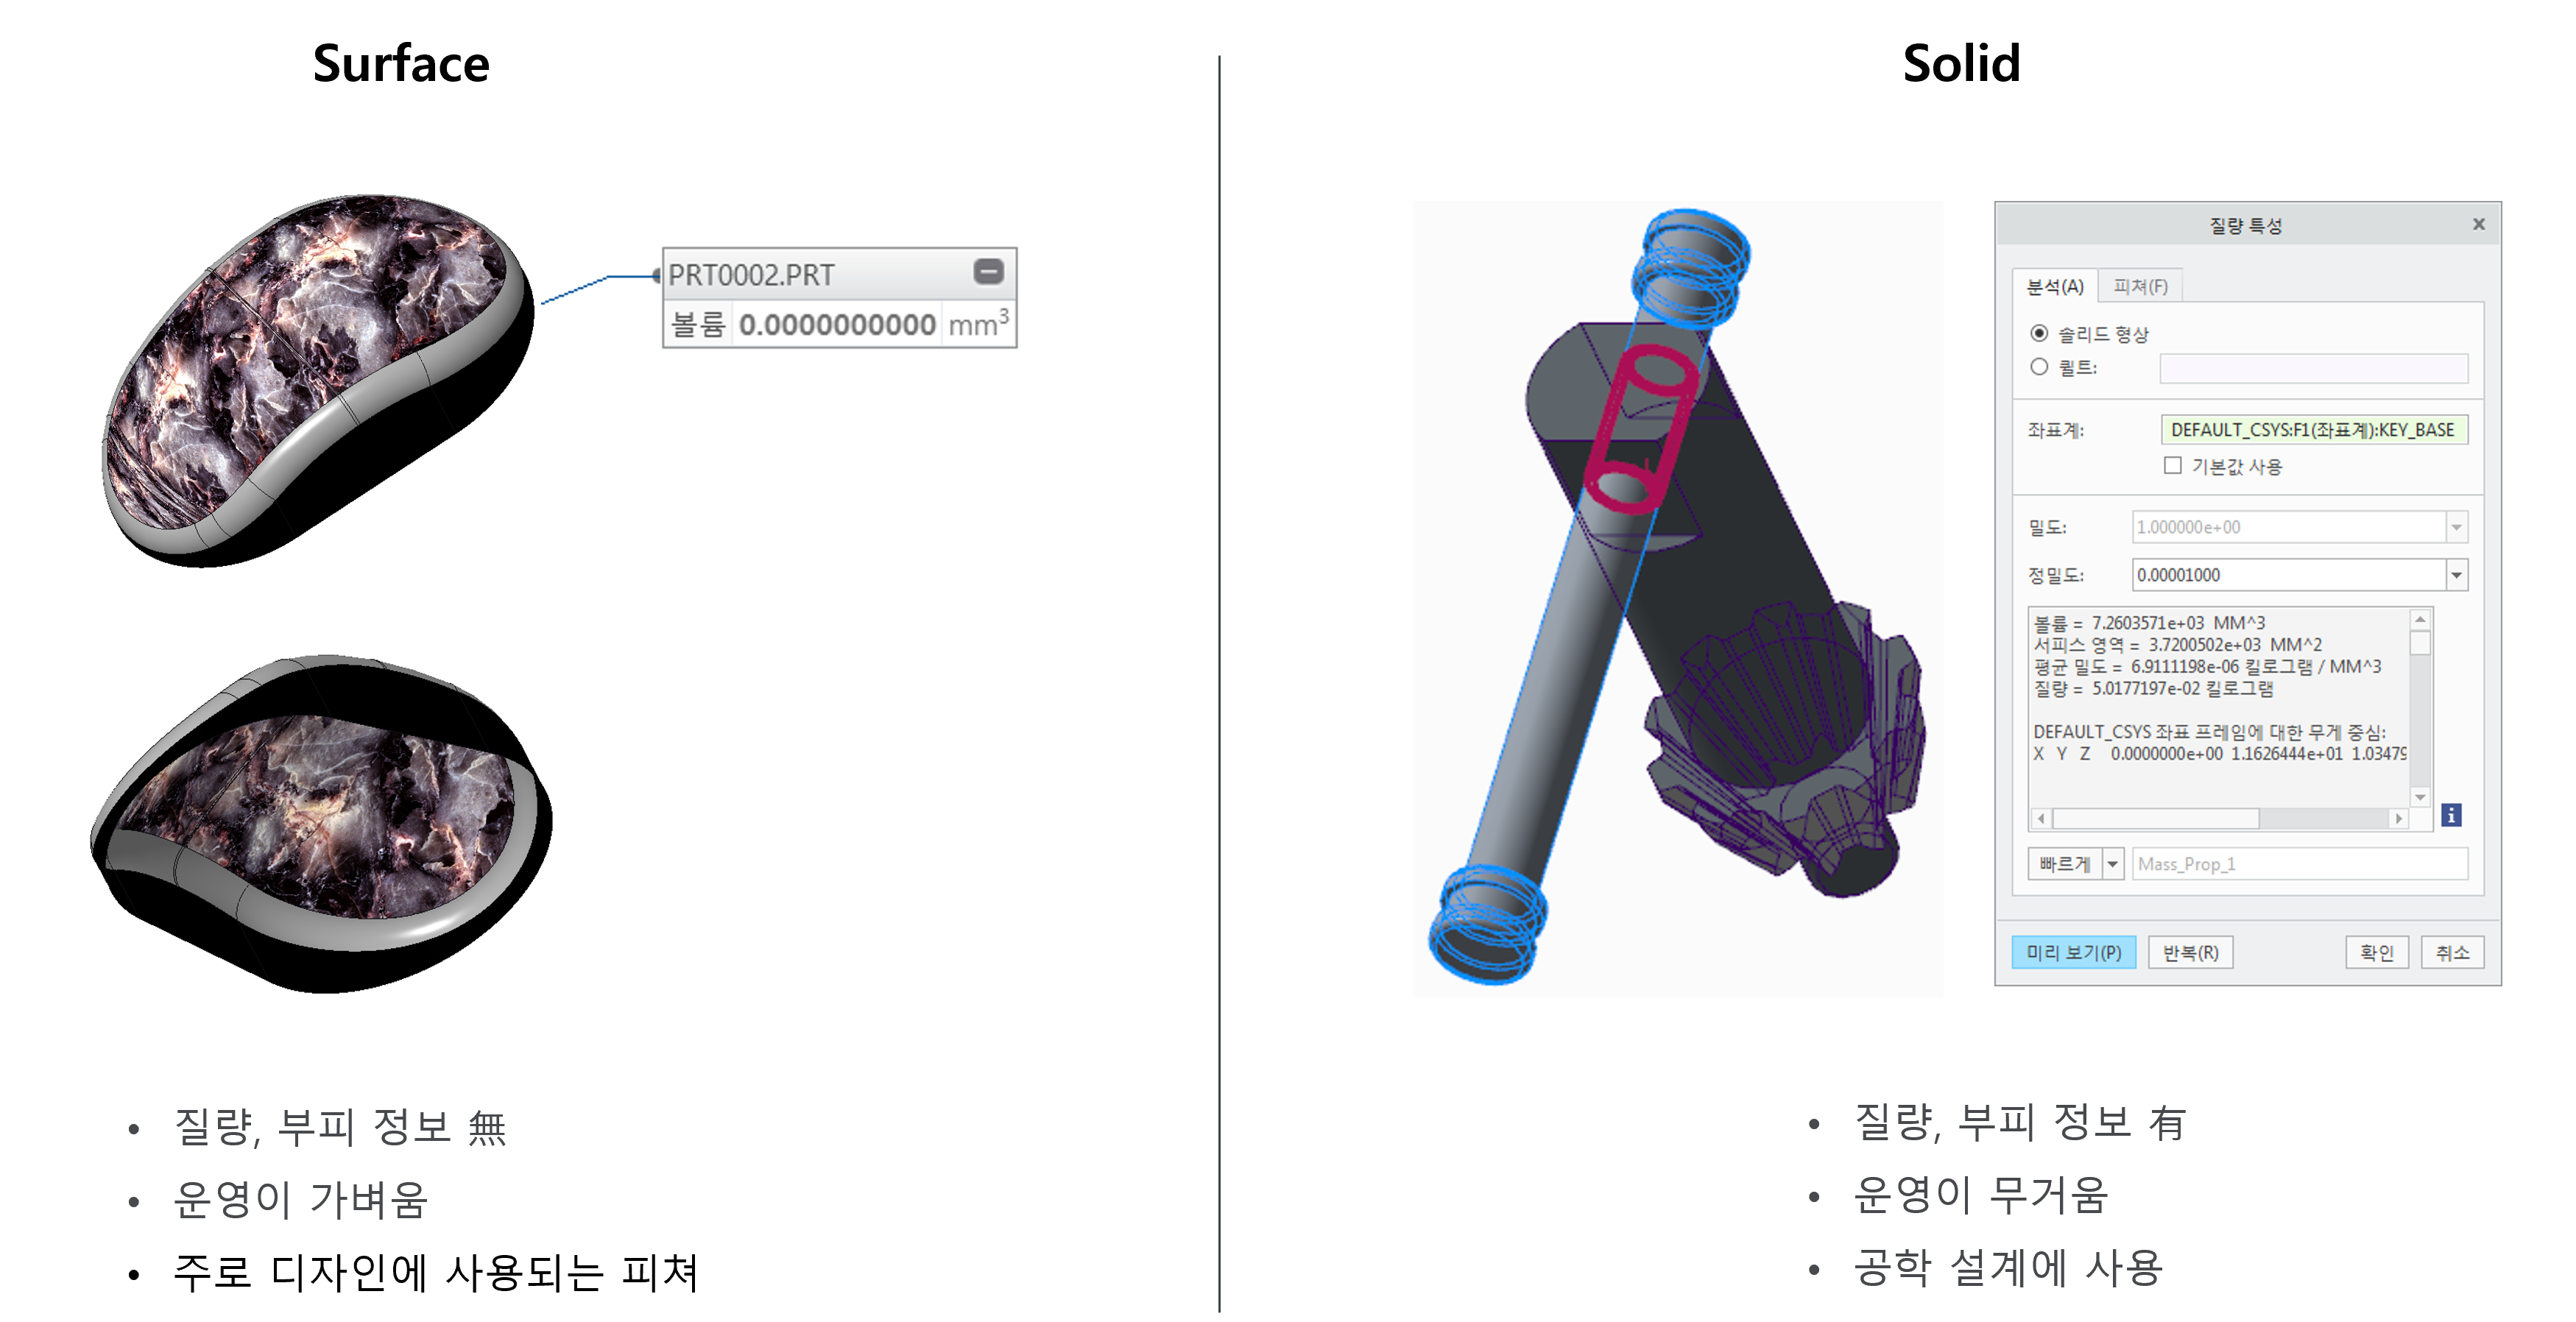 Surface
PRT0002.PRT
볼륨 0.0000000000 mm³
• 질량, 부피 정보 無
• 운영이 가벼움
• 주로 디자인에 사용되는 피쳐
Solid
질량 특성
분석(A) 피쳐(F)
솔리드 형상
퀼트:
좌표계: DEFAULT_CSYS:F1(좌표계):KEY_BASE
기본값 사용
밀도: 1.000000e+00
정밀도: 0.00001000
볼륨 = 7.2603571e+03 MM^3
서피스 영역 = 3.7200502e+03 MM^2
평균 밀도 = 6.9111198e-06 킬로그램 / MM^3
질량 = 5.0177197e-02 킬로그램
DEFAULT_CSYS 좌표 프레임에 대한 무게 중심:
X Y Z 0.0000000e+00 1.1626444e+01 1.03479
빠르게 Mass_Prop_1
미리 보기(P) 반복(R) 확인 취소
• 질량, 부피 정보 有
• 운영이 무거움
• 공학 설계에 사용